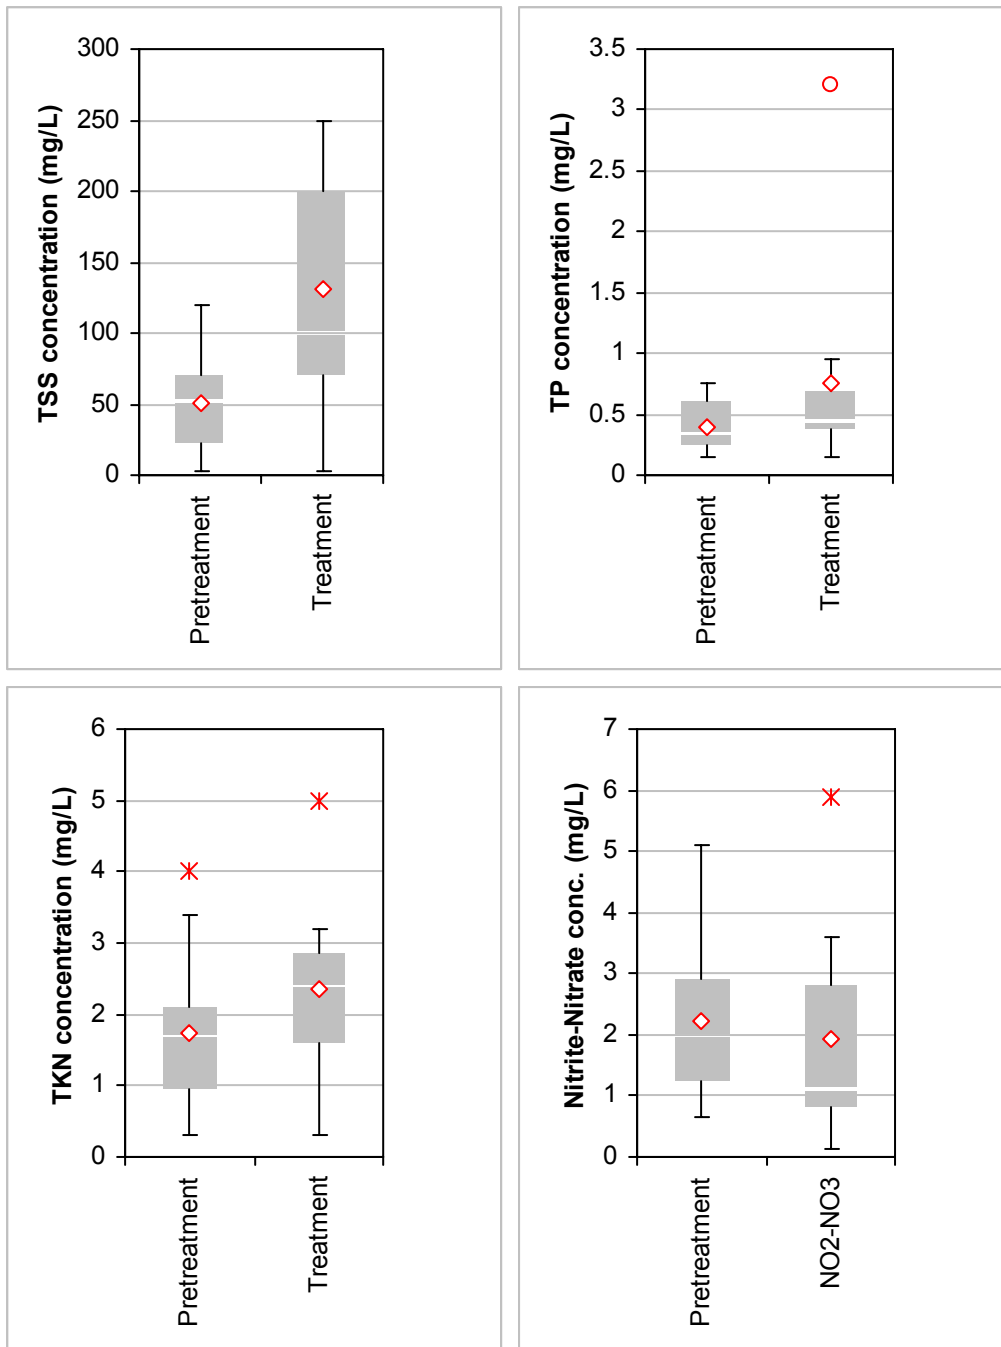 TSS concentration (mg/L)
300
250
200
150
100
50
0
Pretreatment
Treatment
TP concentration (mg/L)
3.5
3
2.5
2
1.5
1
0.5
0
Pretreatment
Treatment
TKN concentration (mg/L)
6
5
4
3
2
1
0
Pretreatment
Treatment
Nitrite-Nitrate conc. (mg/L)
7
6
5
4
3
2
1
0
Pretreatment
NO2-NO3